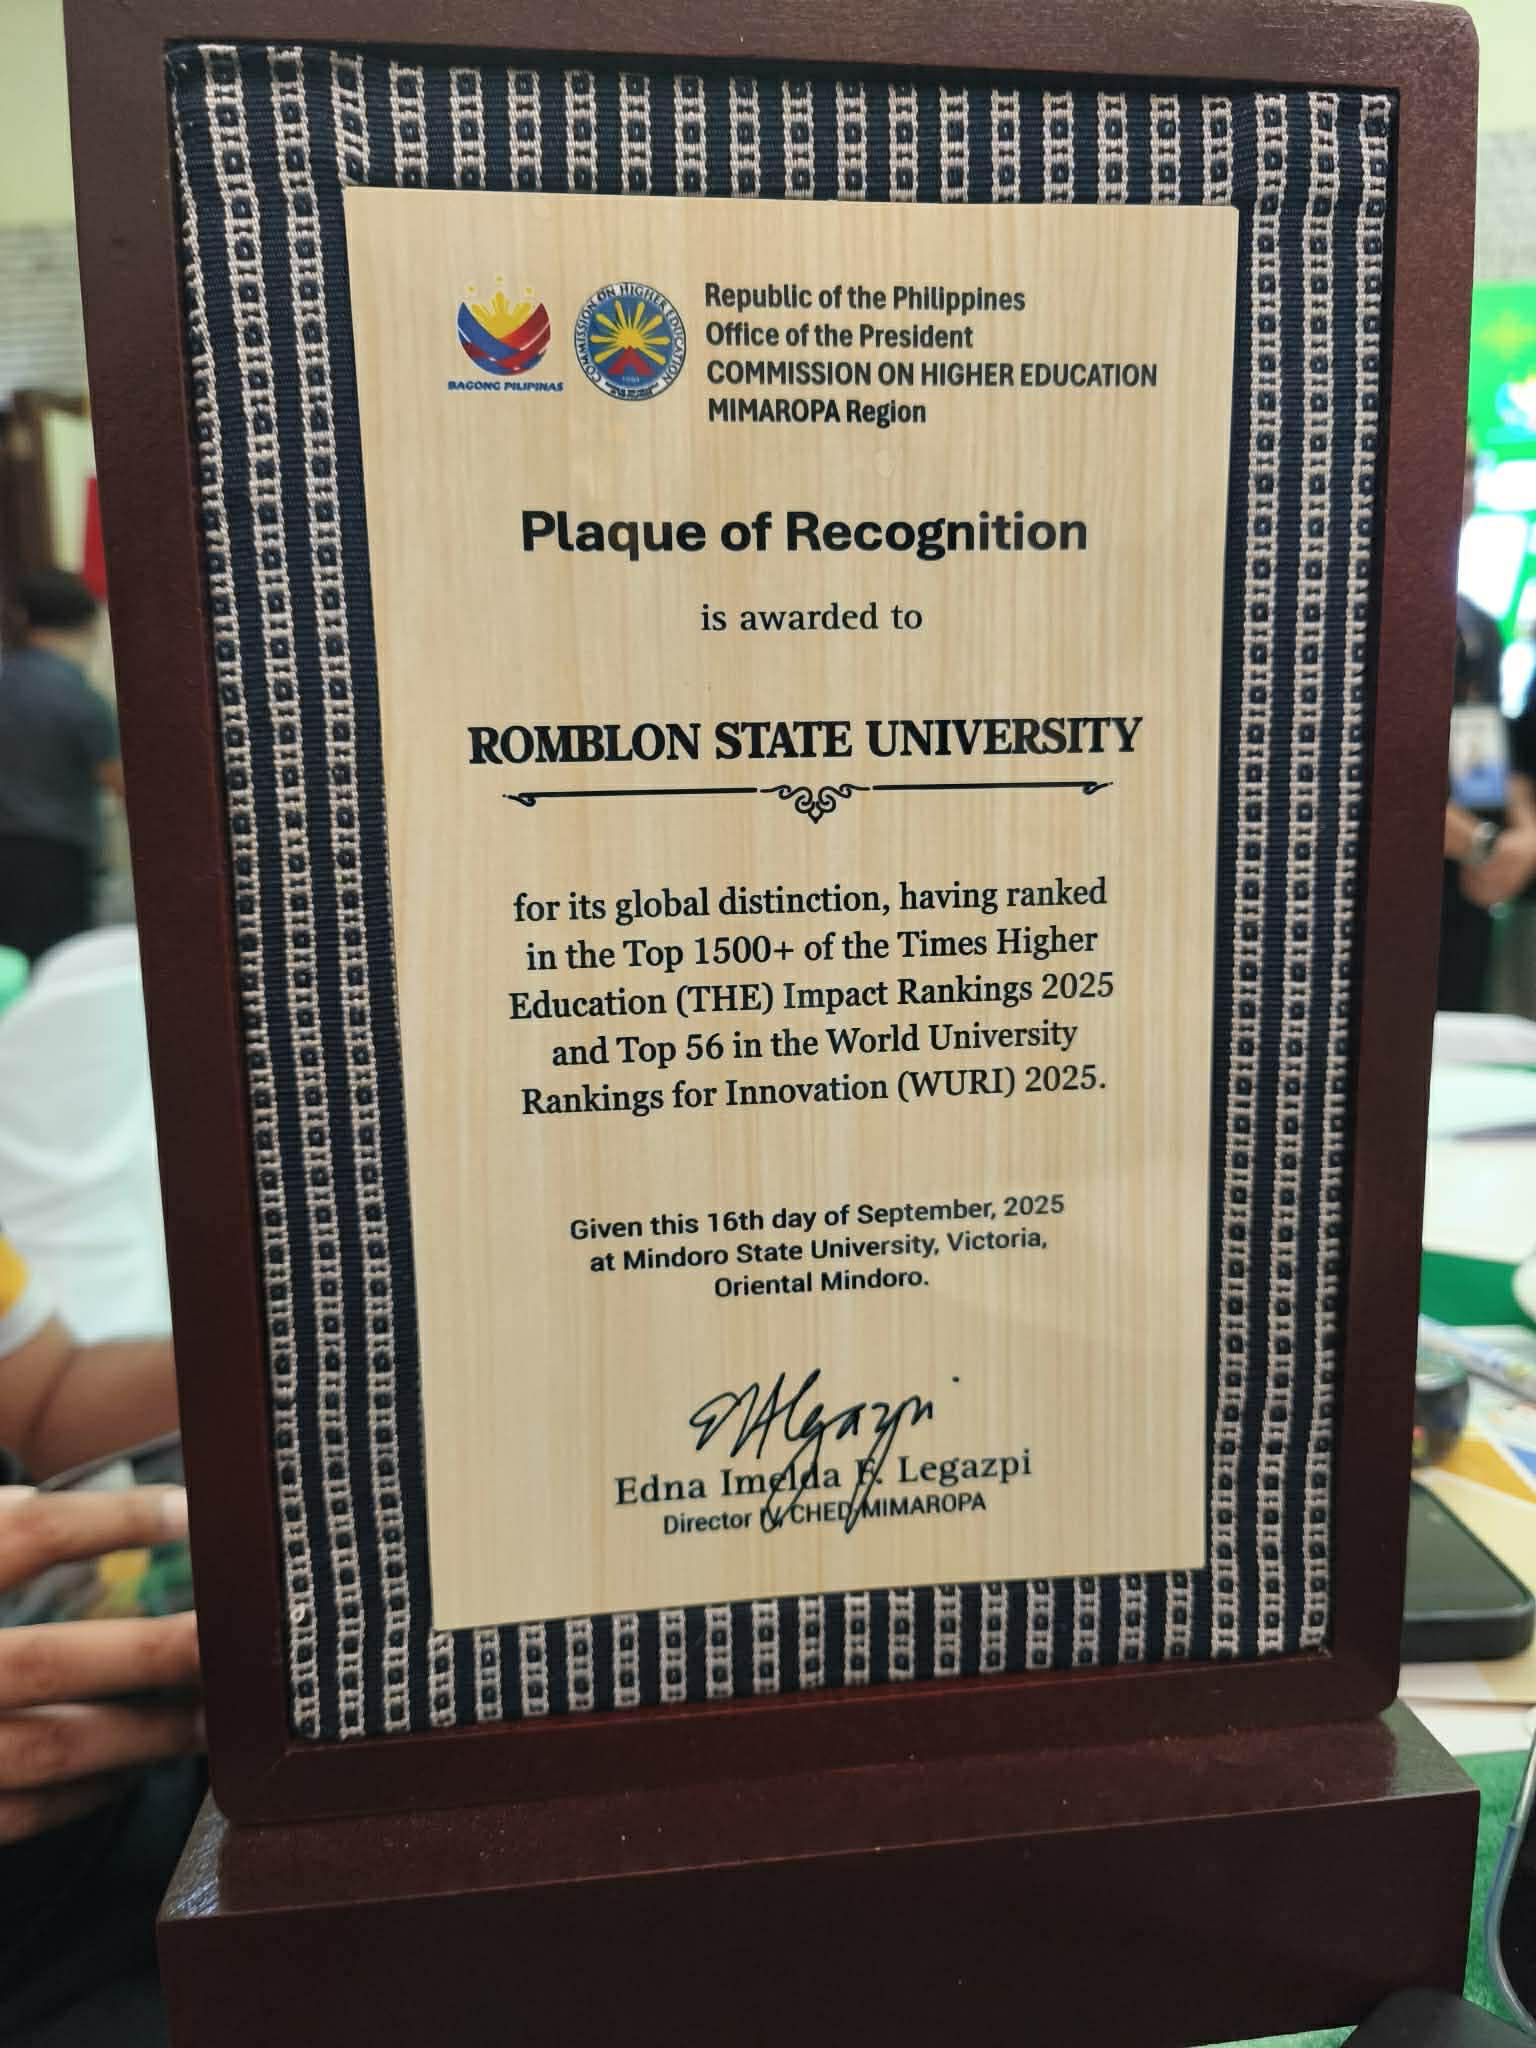 BAGONG PILIPINAS
COMMISSION ON HIGHER EDUCATION
1994
Republic of the Philippines
Office of the President
COMMISSION ON HIGHER EDUCATION
MIMAROPA Region
Plaque of Recognition
is awarded to
ROMBLON STATE UNIVERSITY
for its global distinction, having ranked
in the Top 1500+ of the Times Higher
Education (THE) Impact Rankings 2025
and Top 56 in the World University
Rankings for Innovation (WURI) 2025.
Given this 16th day of September, 2025
at Mindoro State University, Victoria,
Oriental Mindoro.
Edna Imelda F. Legazpi
Director IV, CHED-MIMAROPA